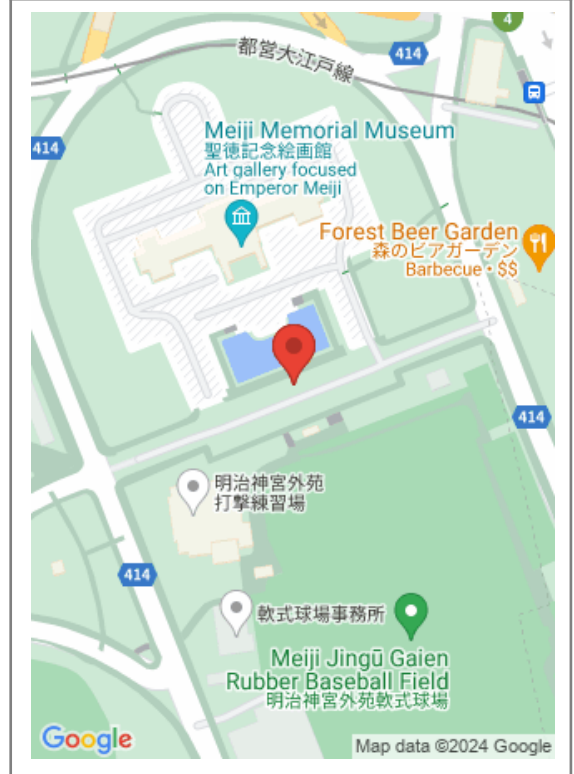 4
都営大江戸線
414
414
Meiji Memorial Museum
聖徳記念絵画館
Art gallery focused
on Emperor Meiji
Forest Beer Garden
森のビアガーデン
Barbecue • $$
414
明治神宮外苑
打撃練習場
414
軟式球場事務所
Meiji Jingū Gaien
Rubber Baseball Field
明治神宮外苑軟式球場
Google
Map data ©2024 Google